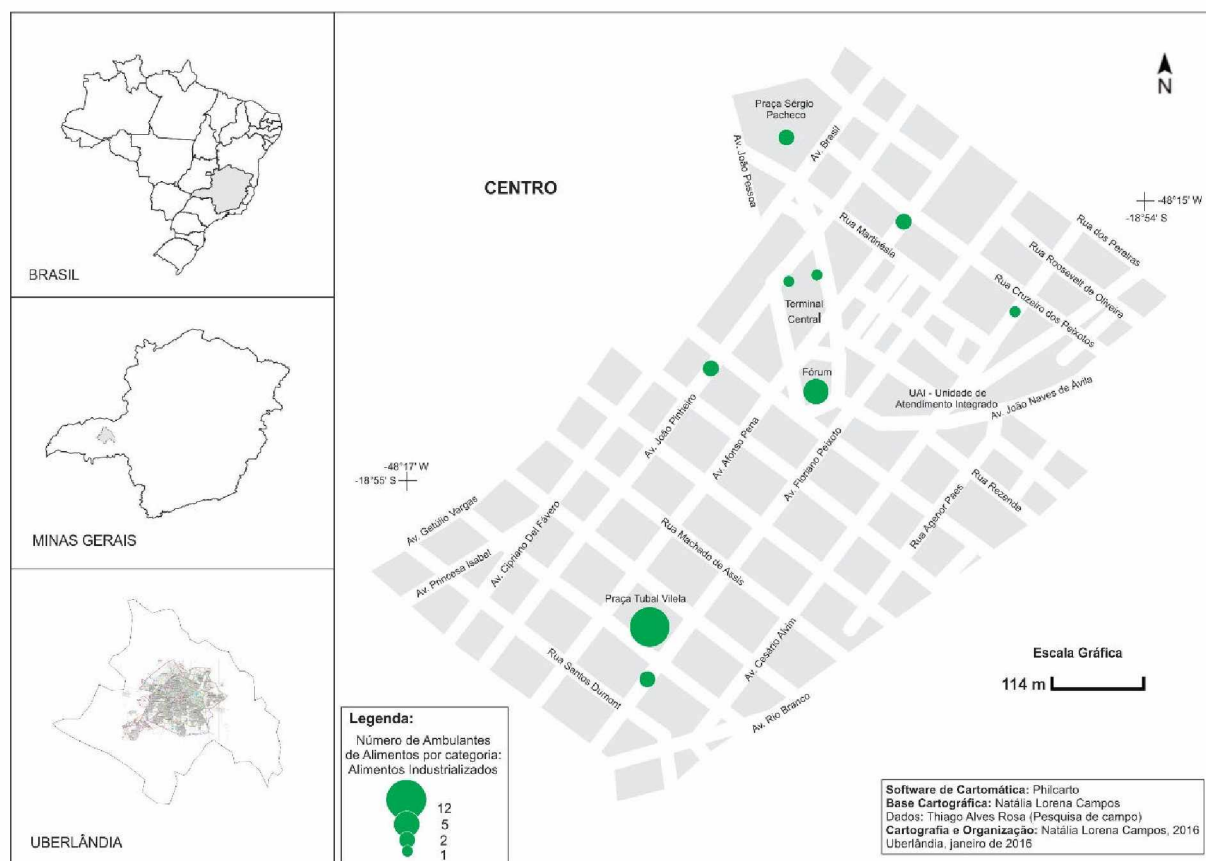 BRASIL
MINAS GERAIS
UBERLÂNDIA
CENTRO
N
Praça Sérgio
Pacheco
Av. Brasil
Av. João Pessoa
-48°15' W
-18°54' S
Rua Martinésia
Rua dos Pereiras
Rua Roosevelt de Oliveira
Rua Cruzeiro dos Peixotos
Terminal
Central
Fórum
UAI - Unidade de
Atendimento Integrado
Av. João Naves de Ávila
Av. João Pinheiro
Av. Afonso Pena
Av. Floriano Peixoto
-48°17' W
-18°55' S
Rua Rezende
Rua Agenor Paes
Av. Getúlio Vargas
Av. Princesa Isabel
Av. Cipriano Del Fávero
Rua Machado de Assis
Praça Tubal Vilela
Rua Santos Dumont
Av. Cesário Alvim
Av. Rio Branco
Escala Gráfica
114 m
Legenda:
Número de Ambulantes
de Alimentos por categoria:
Alimentos Industrializados
12
5
2
1
Software de Cartomática: Philcarto
Base Cartográfica: Natália Lorena Campos
Dados: Thiago Alves Rosa (Pesquisa de campo)
Cartografia e Organização: Natália Lorena Campos, 2016
Uberlândia, janeiro de 2016